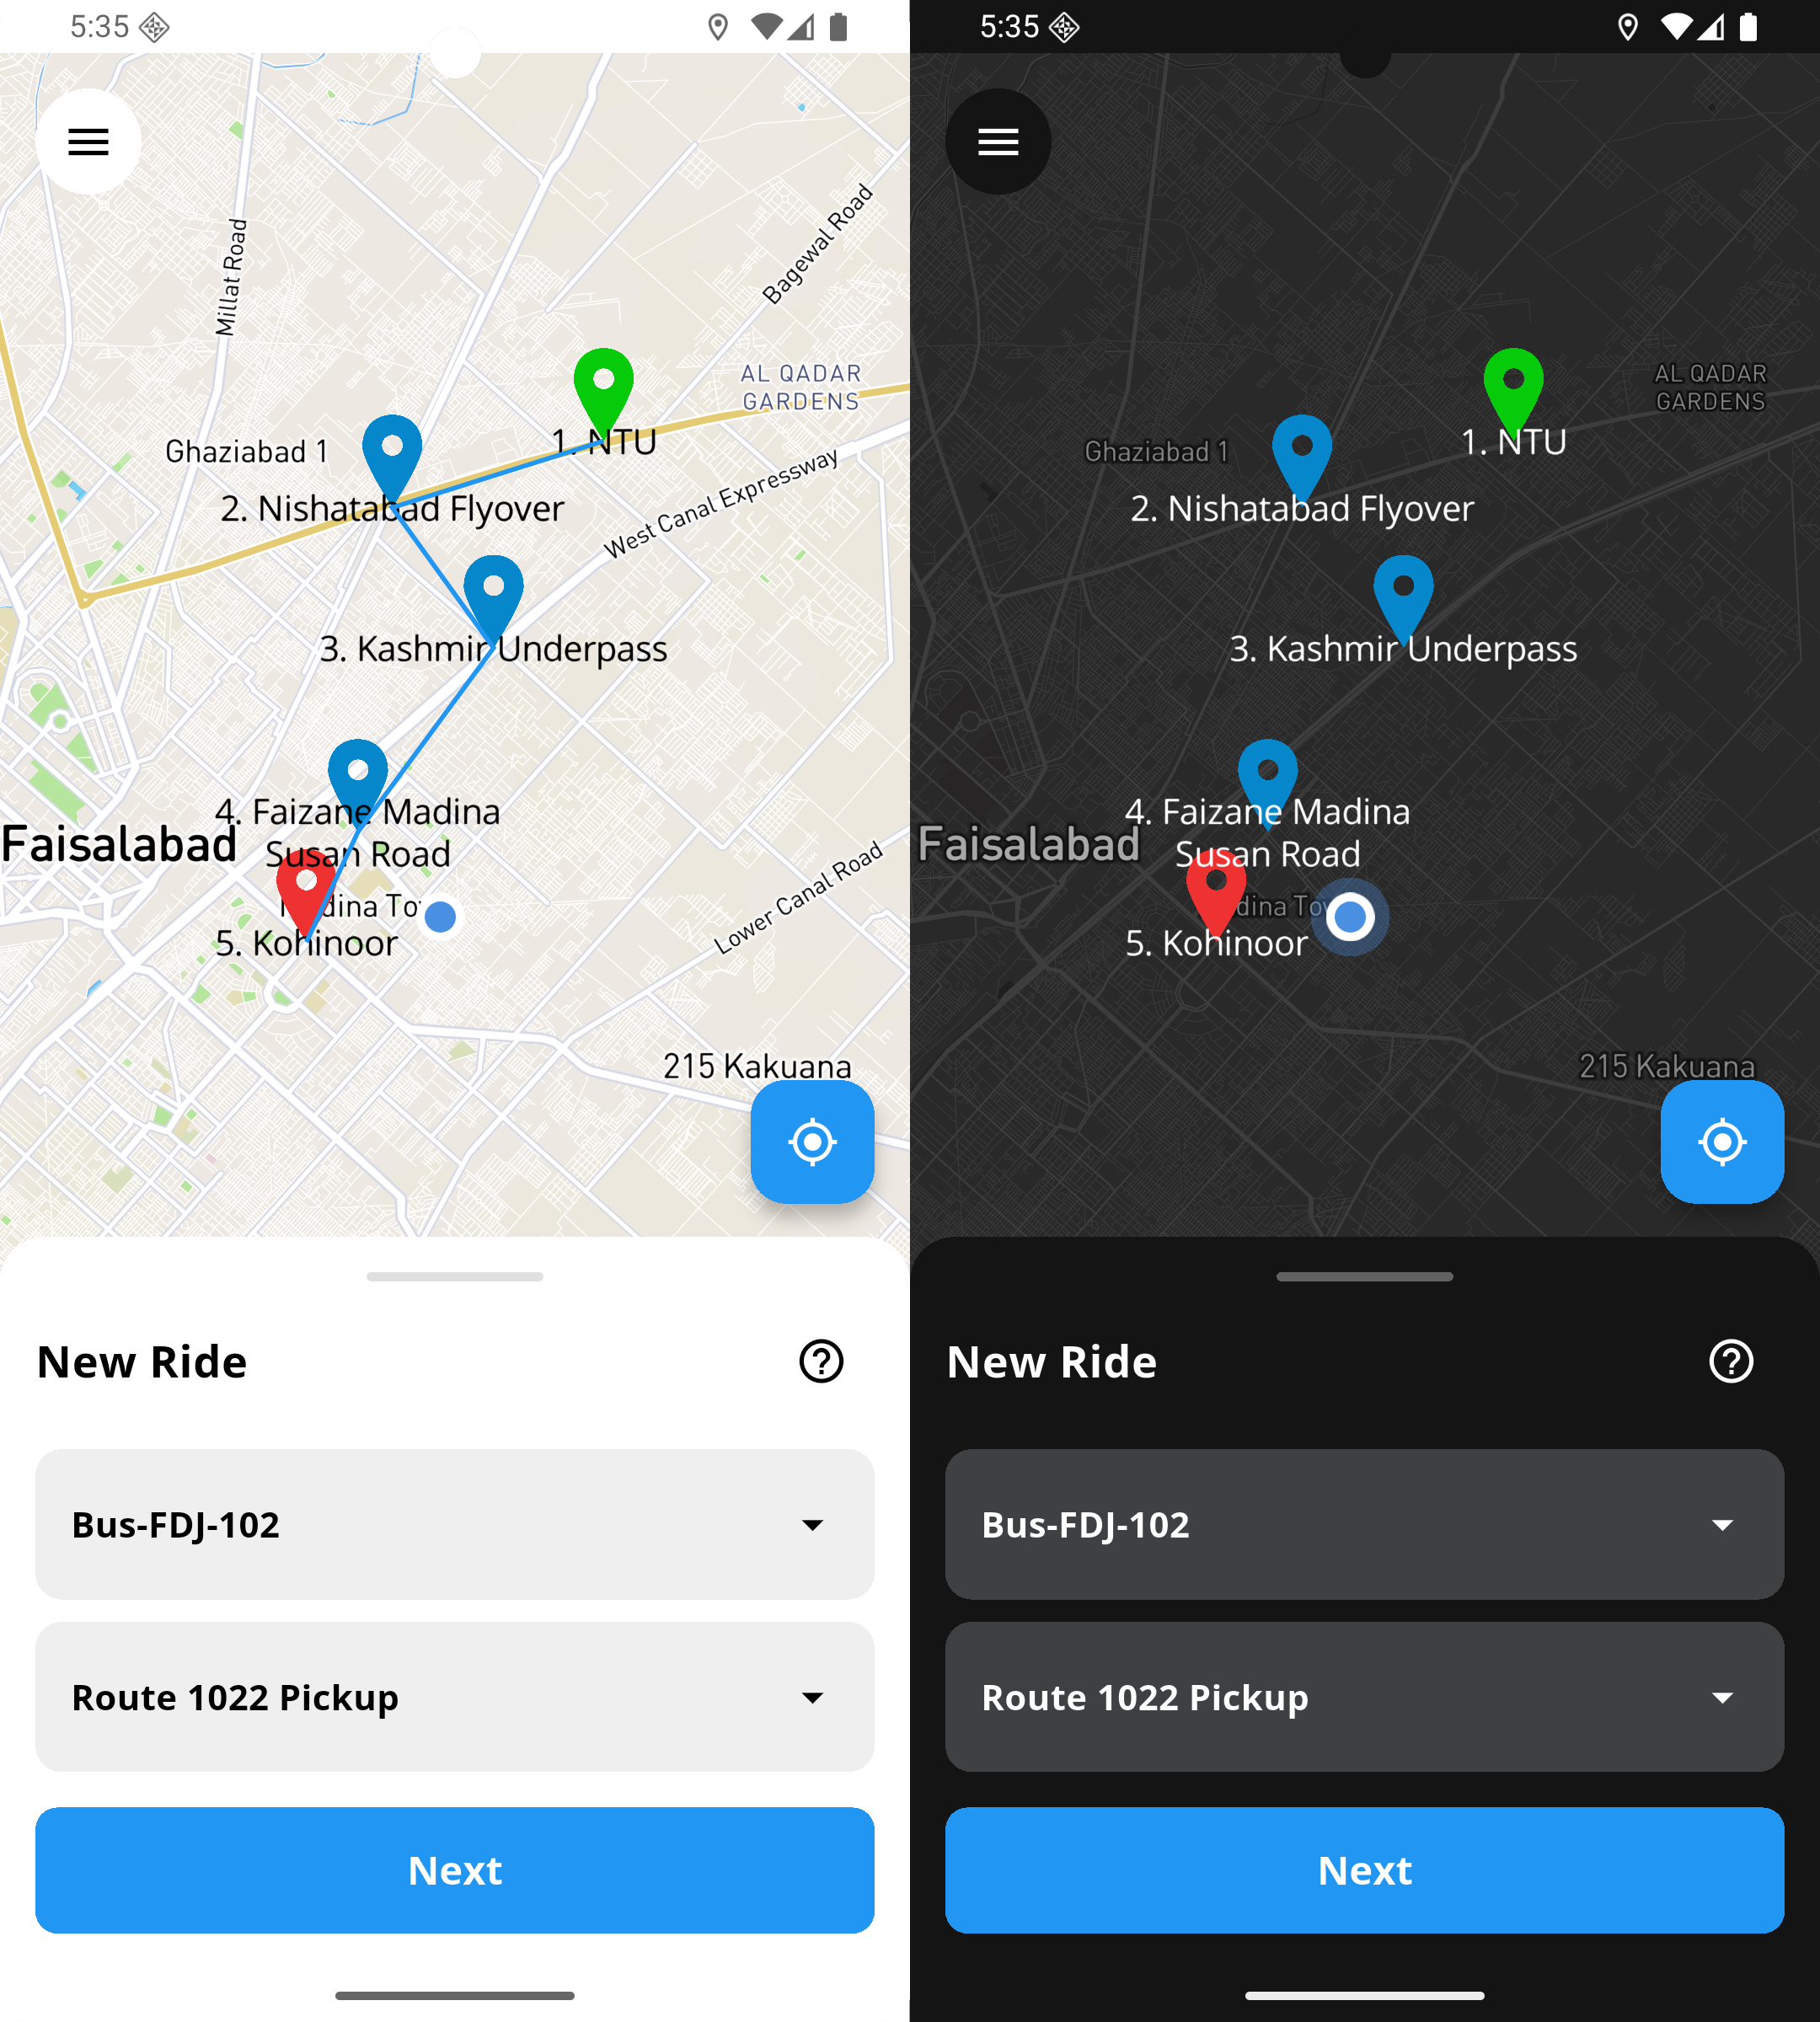 5:35
Millat Road
Bagewal Road
AL QADAR
GARDENS
1. NTU
Ghaziabad 1
2. Nishatabad Flyover
West Canal Expressway
3. Kashmir Underpass
4. Faizane Madina
Susan Road
Faisalabad
5. Kohinoor
Lower Canal Road
215 Kakuana
New Ride
Bus-FDJ-102
Route 1022 Pickup
Next
5:35
AL QADAR
GARDENS
1. NTU
Ghaziabad 1
2. Nishatabad Flyover
3. Kashmir Underpass
4. Faizane Madina
Susan Road
Faisalabad
5. Kohinoor
215 Kakuana
New Ride
Bus-FDJ-102
Route 1022 Pickup
Next